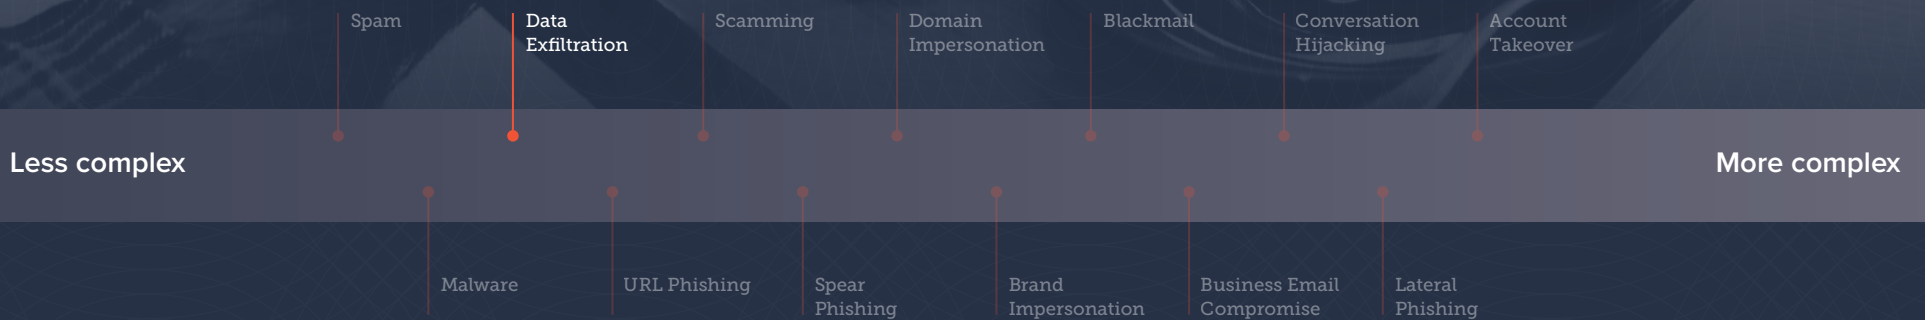 Spam
Data
Exfiltration
Scamming
Domain
Impersonation
Blackmail
Conversation
Hijacking
Account
Takeover
Less complex
More complex
Malware
URL Phishing
Spear
Phishing
Brand
Impersonation
Business Email
Compromise
Lateral
Phishing